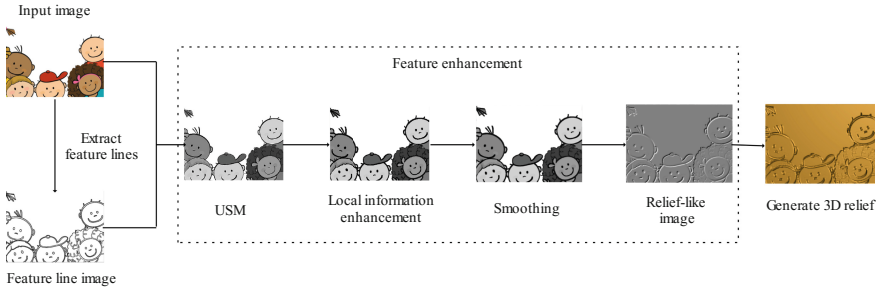 Input image
Feature enhancement
Extract
feature lines
USM
Local information
enhancement
Smoothing
Relief-like
image
Generate 3D relief
Feature line image